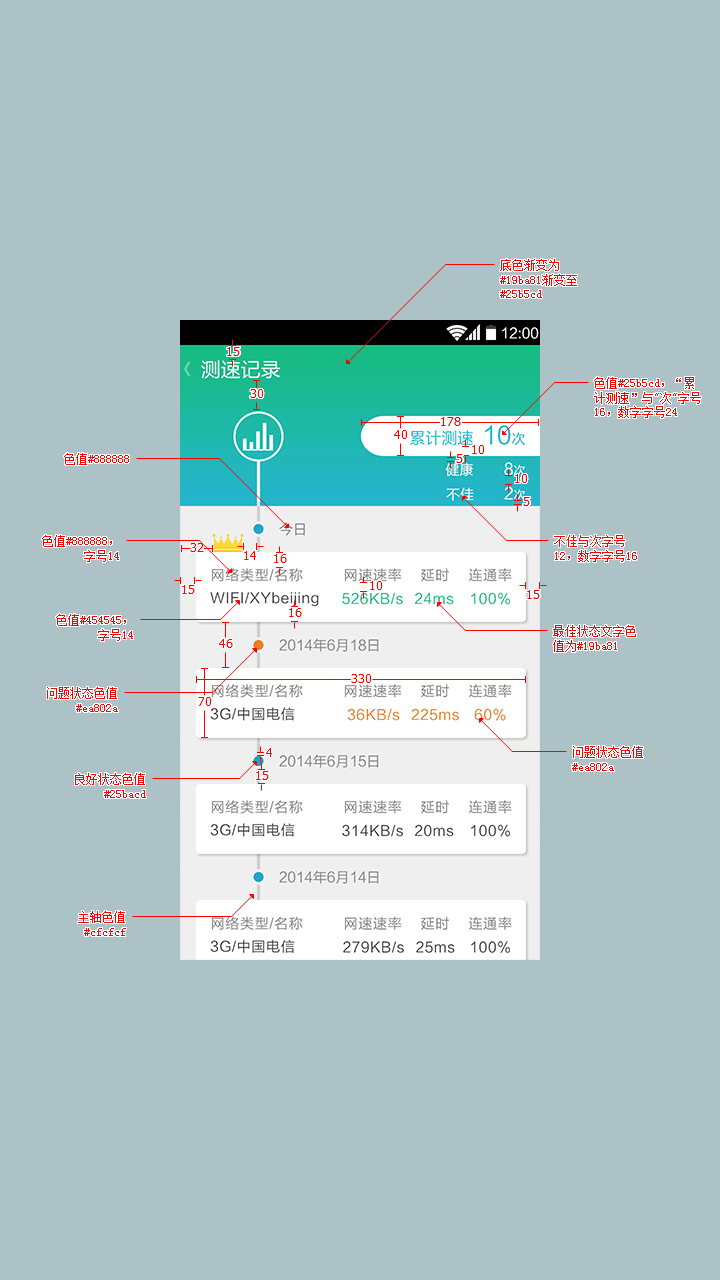 底色渐变为
#19ba81渐变至
#25b5cd
12:00
15
测速记录
30
色值#25b5cd，“累
计测速”与"次"字号
16，数字字号24
178
40
累计测速 10次
10
5
色值#888888
健康 8次
10
不佳 2次
5
今日
色值#888888，
字号14
不佳与次字号
12，数字字号16
32
14
16
15
15
网络类型/名称 网速速率 延时 连通率
10
WIFI/XYbeijing 526KB/s 24ms 100%
16
色值#454545，
字号14
最佳状态文字色
值为#19ba81
46
2014年6月18日
330
70
问题状态色值
#ea802a
网络类型/名称 网速速率 延时 连通率
3G/中国电信 36KB/s 225ms 60%
问题状态色值
#ea802a
4
15
2014年6月15日
良好状态色值
#25bacd
网络类型/名称 网速速率 延时 连通率
3G/中国电信 314KB/s 20ms 100%
2014年6月14日
主轴色值
#cfcfcf
网络类型/名称 网速速率 延时 连通率
3G/中国电信 279KB/s 25ms 100%